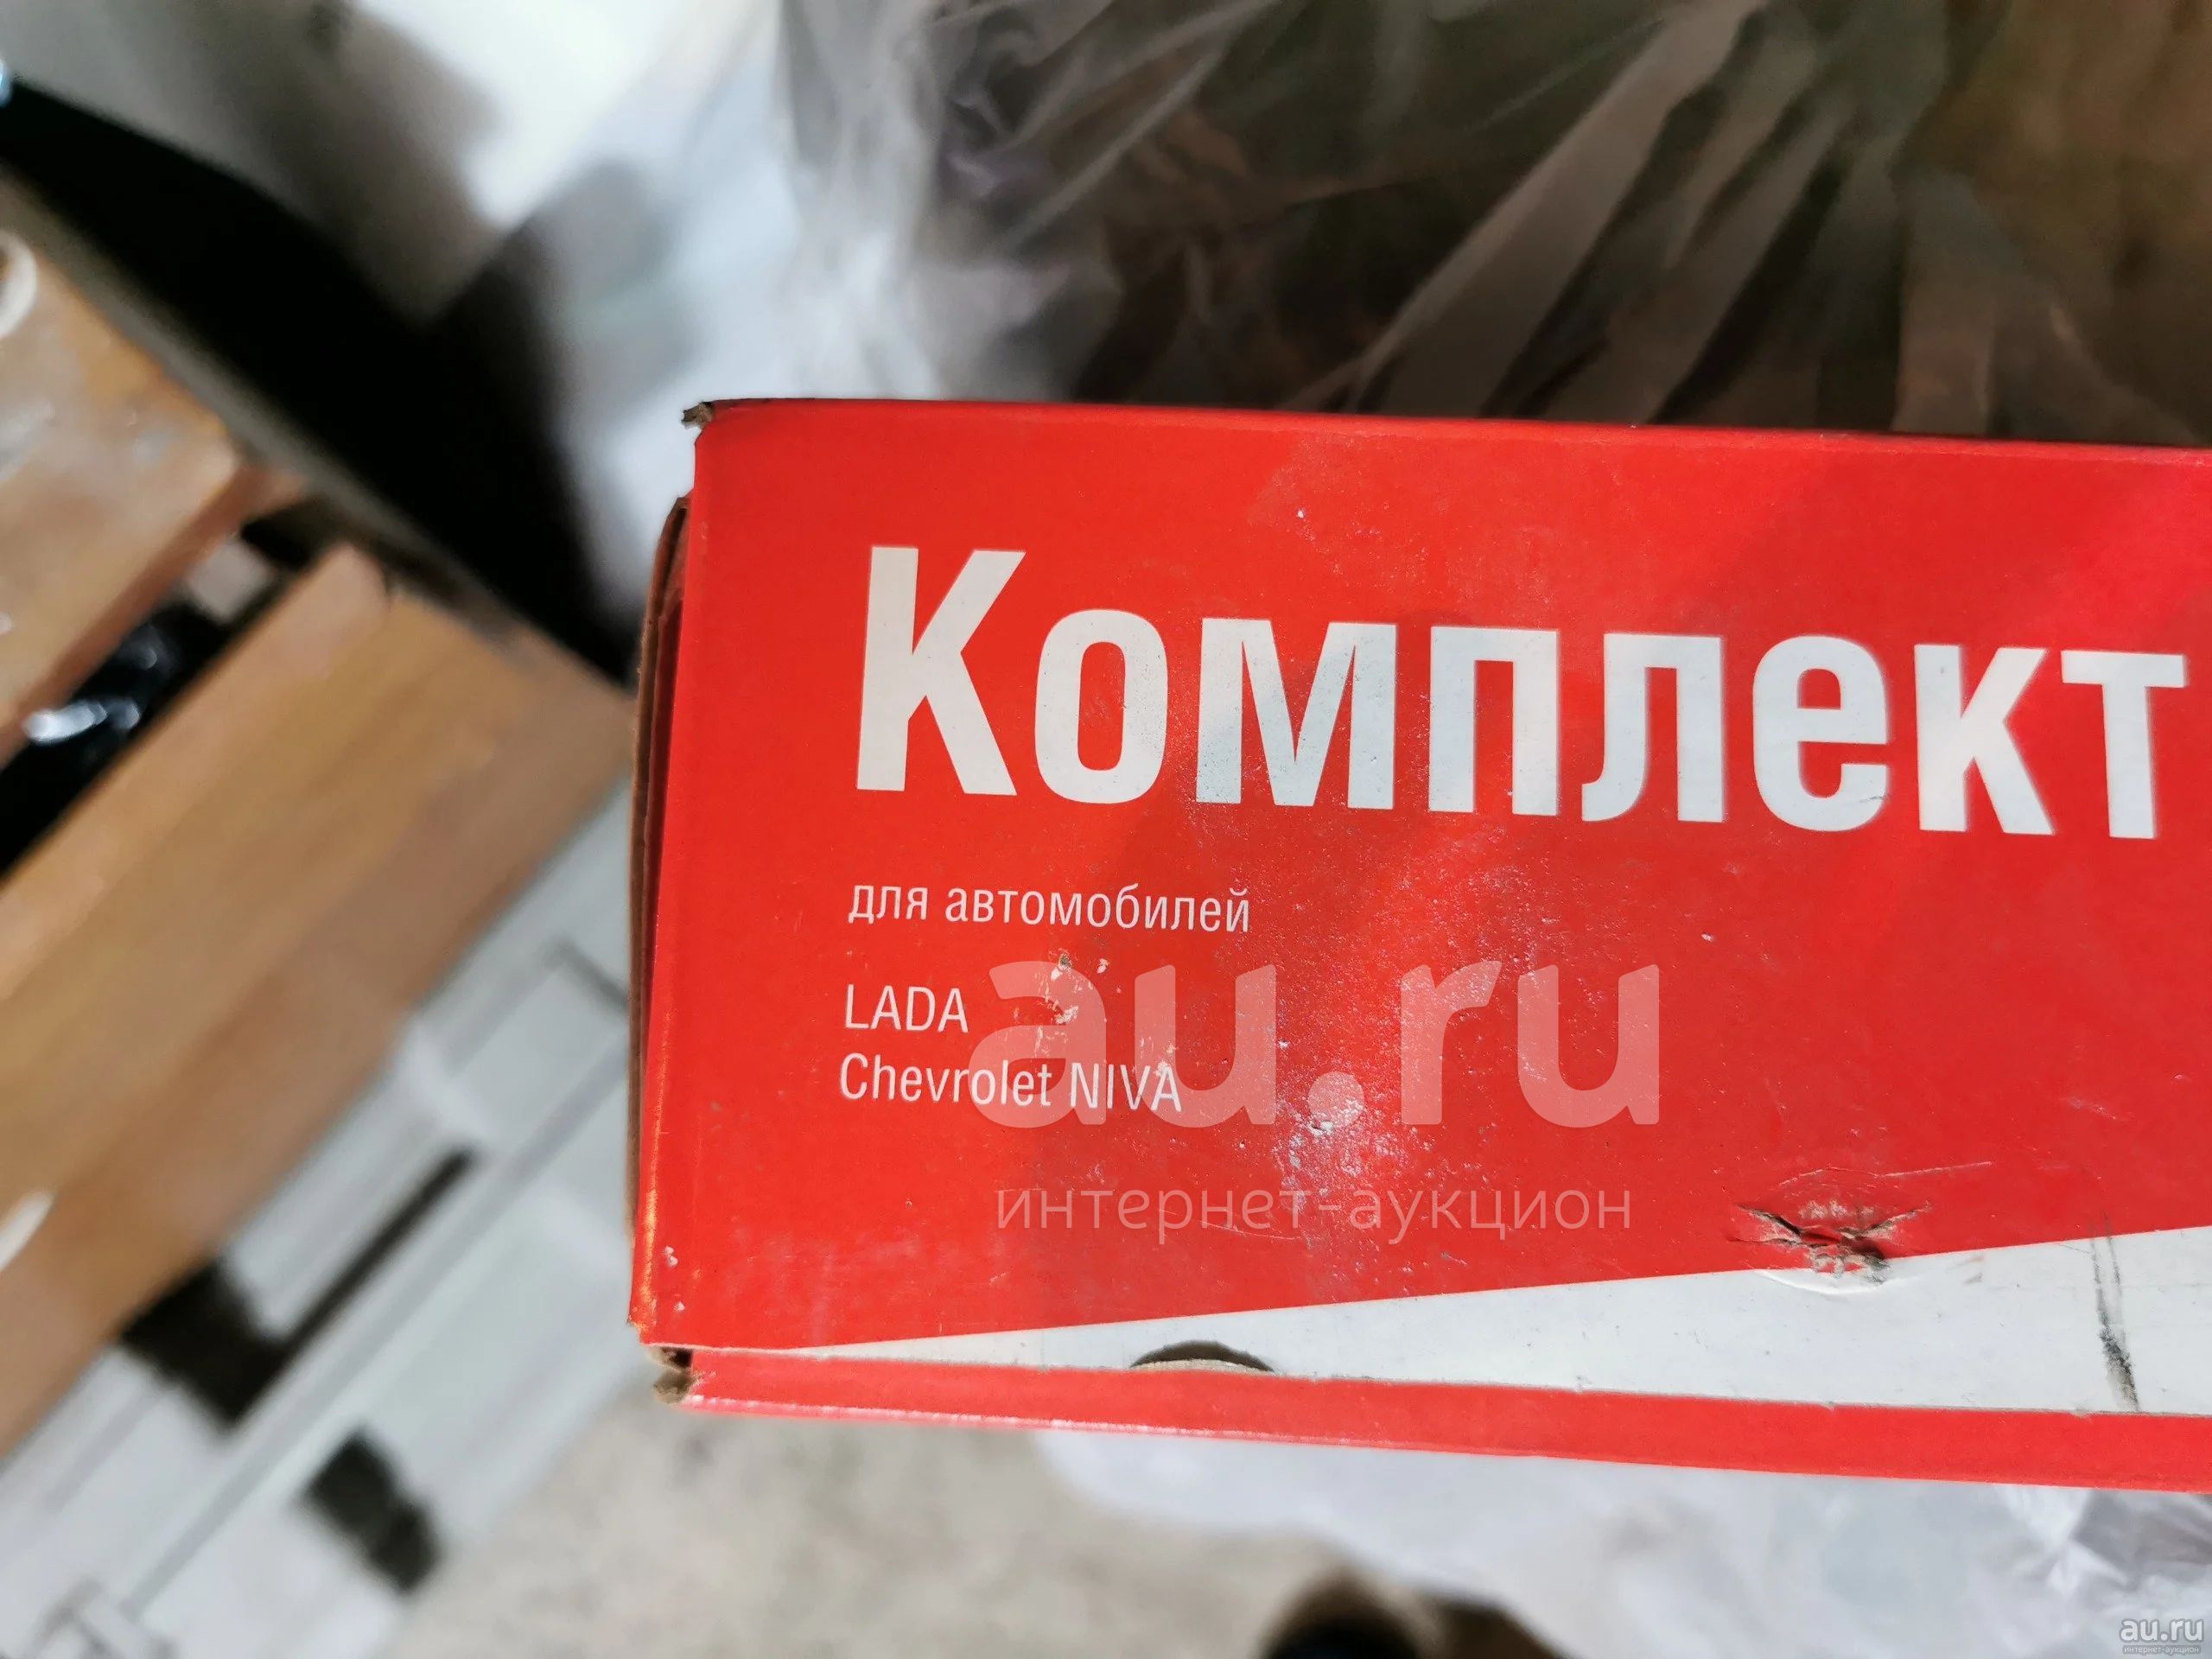 Комплект
для автомобилей
LADA
Chevrolet NIVA
au.ru
интернет-аукцион
au.ru
интернет-аукцион